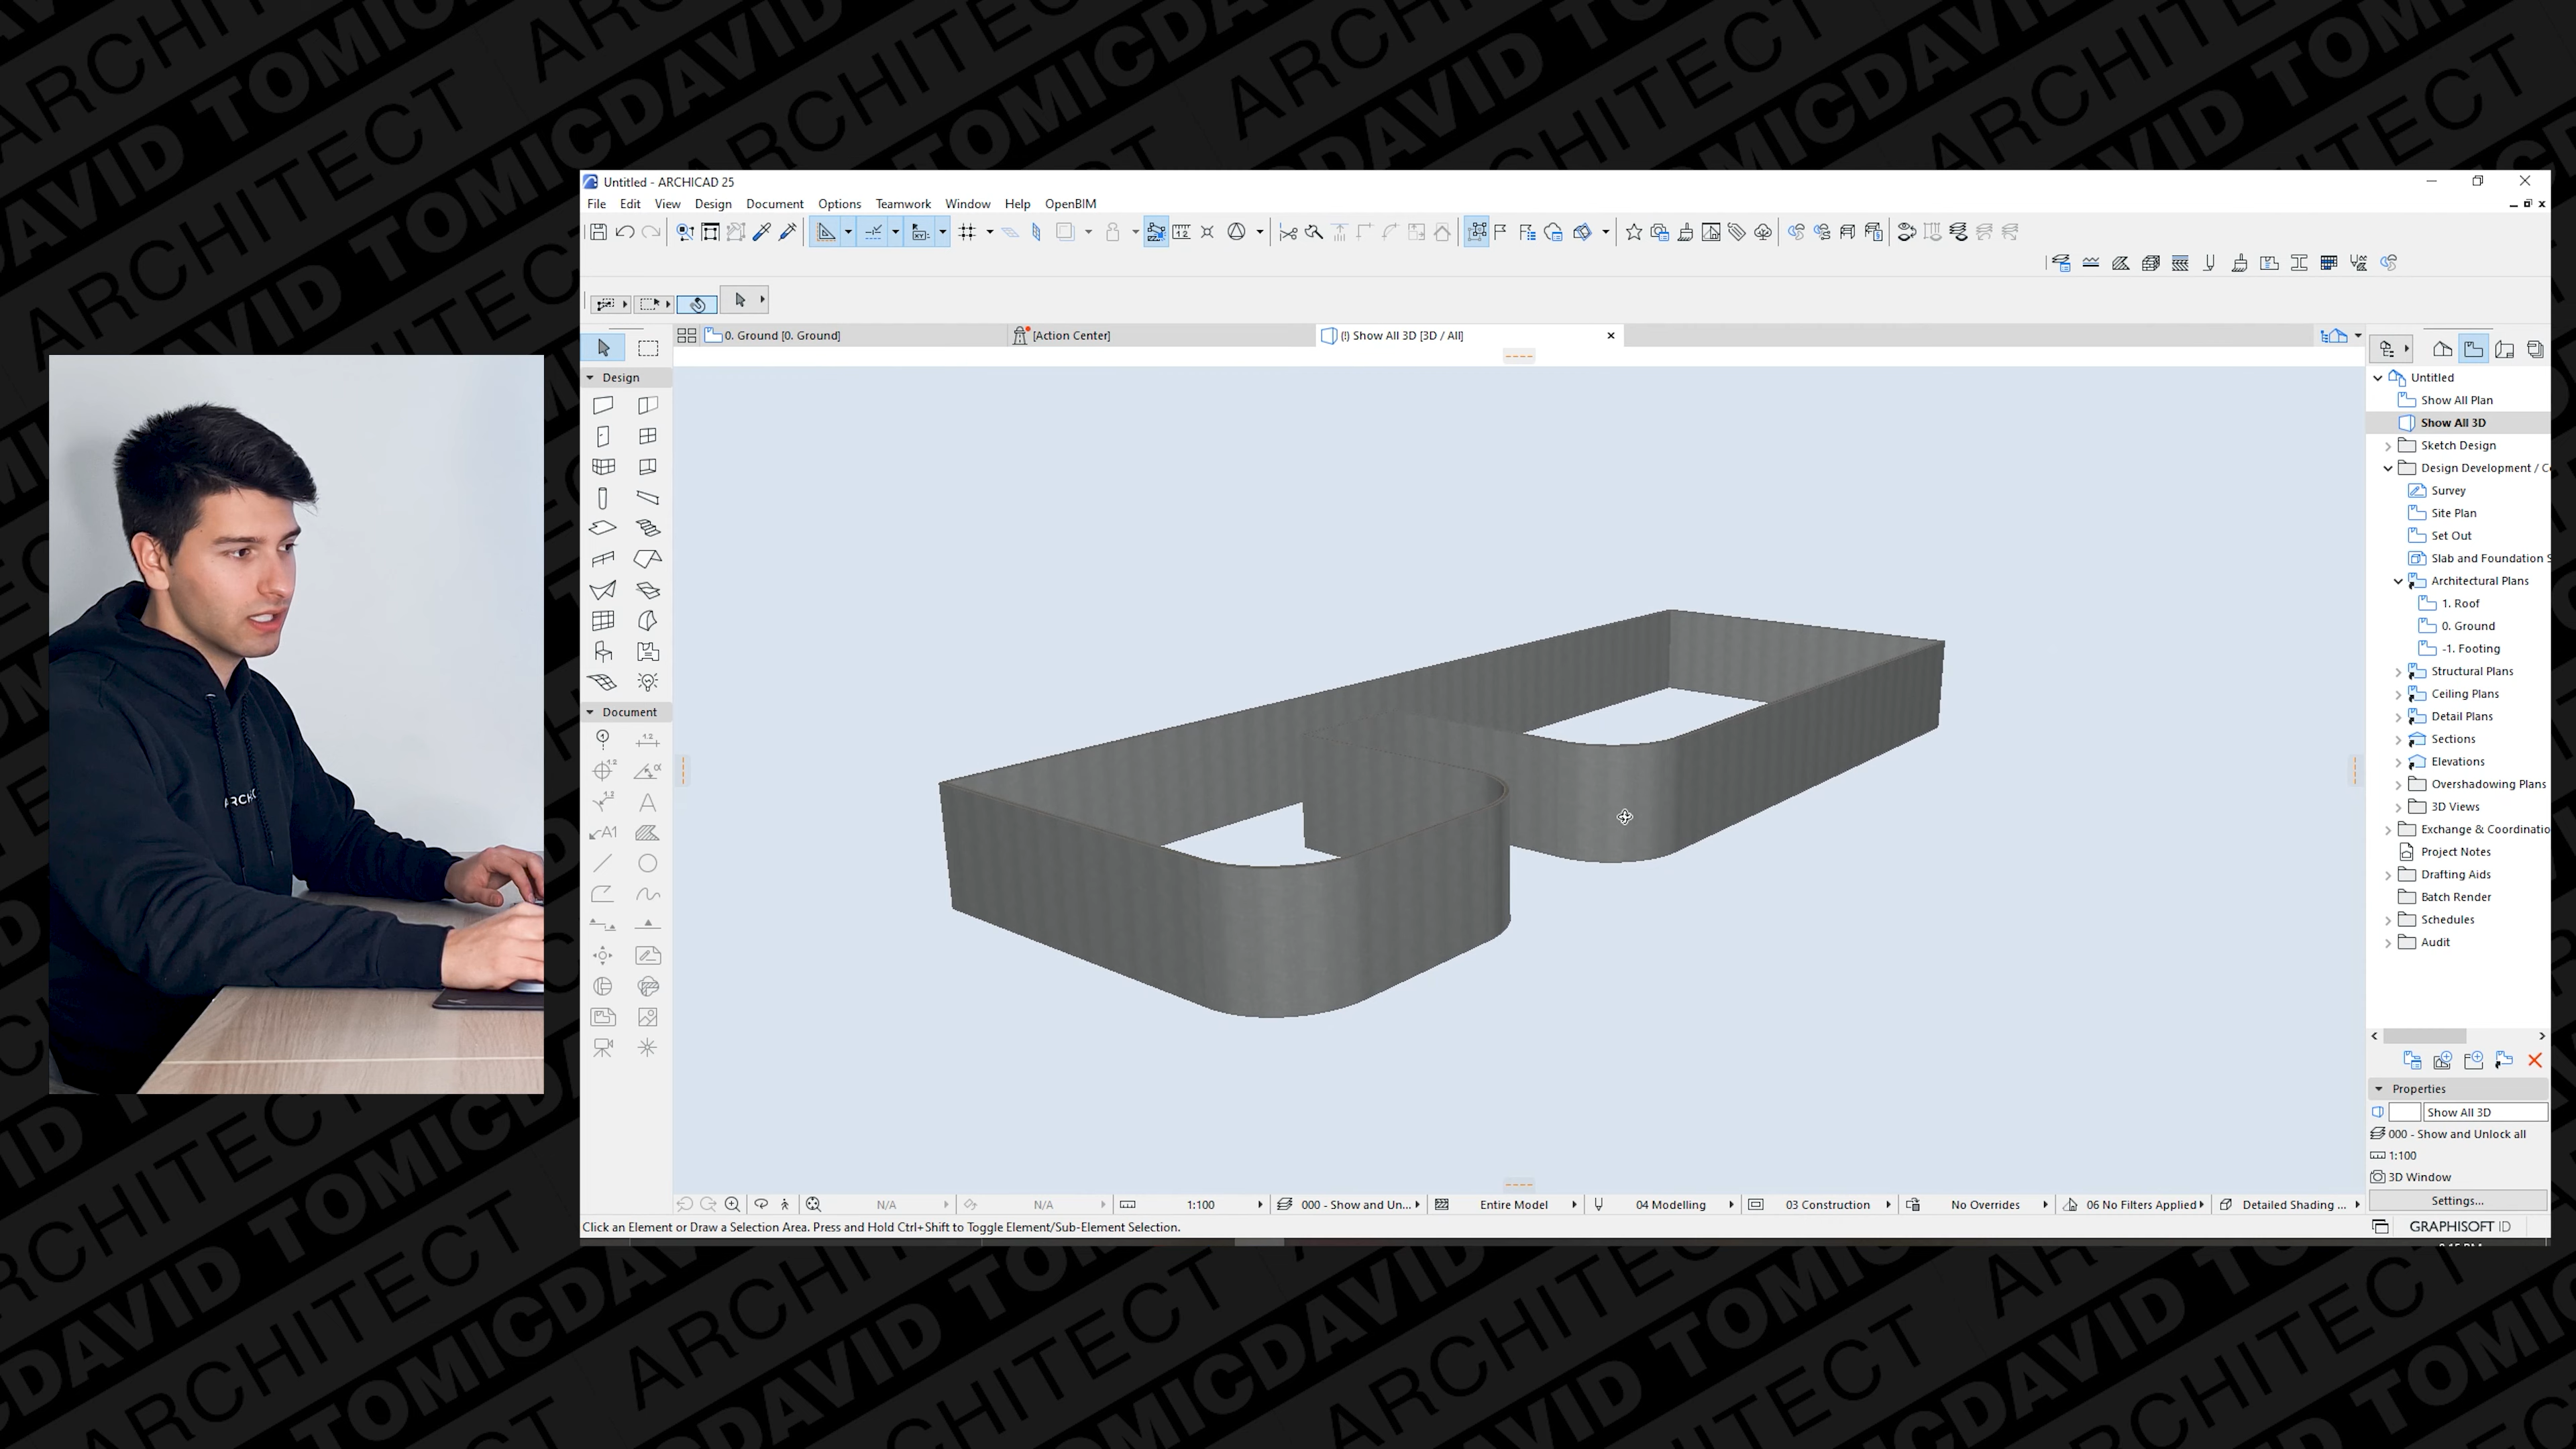 ARCHITECT
DAVID TOMIC
Untitled - ARCHICAD 25
File Edit View Design Document Options Teamwork Window Help OpenBIM
0. Ground [0. Ground]
[Action Center]
(!) Show All 3D [3D / All]
Design
Document
Untitled
Show All Plan
Show All 3D
Sketch Design
Design Development / C
Survey
Site Plan
Set Out
Slab and Foundation S
Architectural Plans
1. Roof
0. Ground
-1. Footing
Structural Plans
Ceiling Plans
Detail Plans
Sections
Elevations
Overshadowing Plans
3D Views
Exchange & Coordinatio
Project Notes
Drafting Aids
Batch Render
Schedules
Audit
Properties
Show All 3D
000 - Show and Unlock all
1:100
3D Window
Settings...
N/A
N/A
1:100
000 - Show and Un...
Entire Model
04 Modelling
03 Construction
No Overrides
06 No Filters Applied
Detailed Shading ...
Click an Element or Draw a Selection Area. Press and Hold Ctrl+Shift to Toggle Element/Sub-Element Selection.
GRAPHISOFT ID